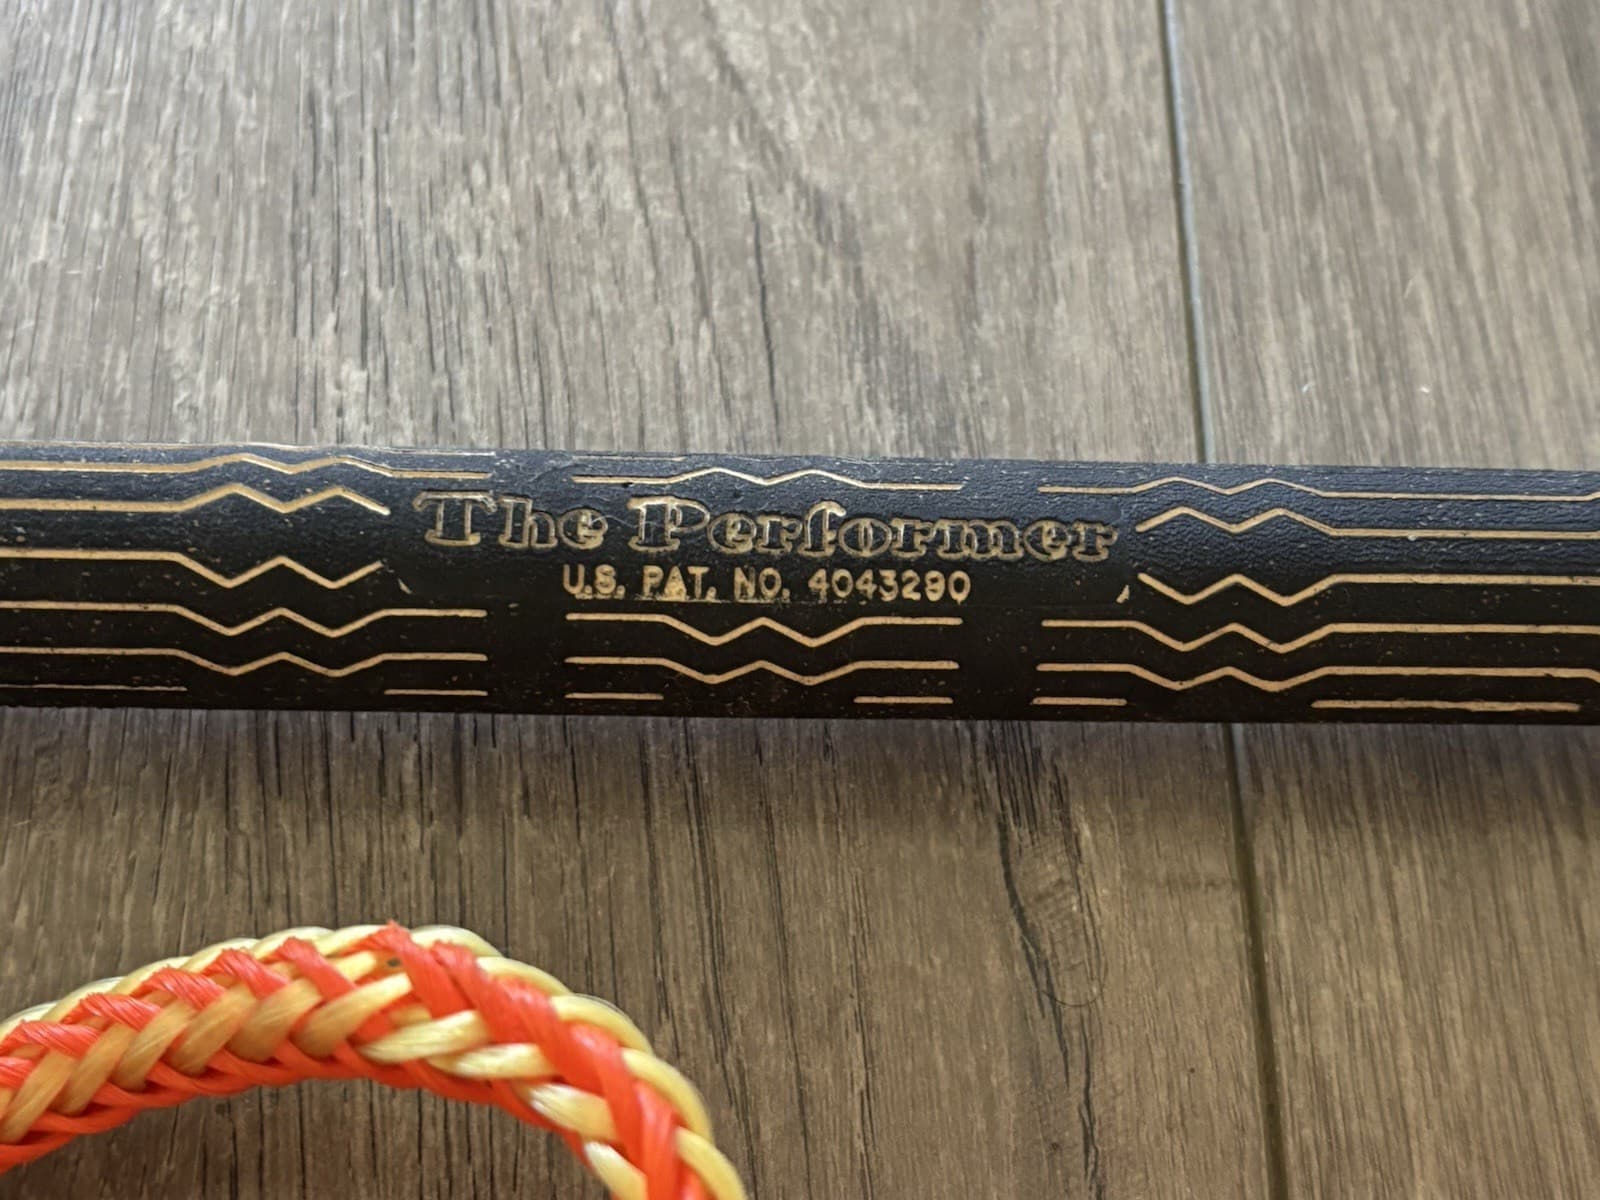 The Performer
U.S. PAT. NO. 4043290